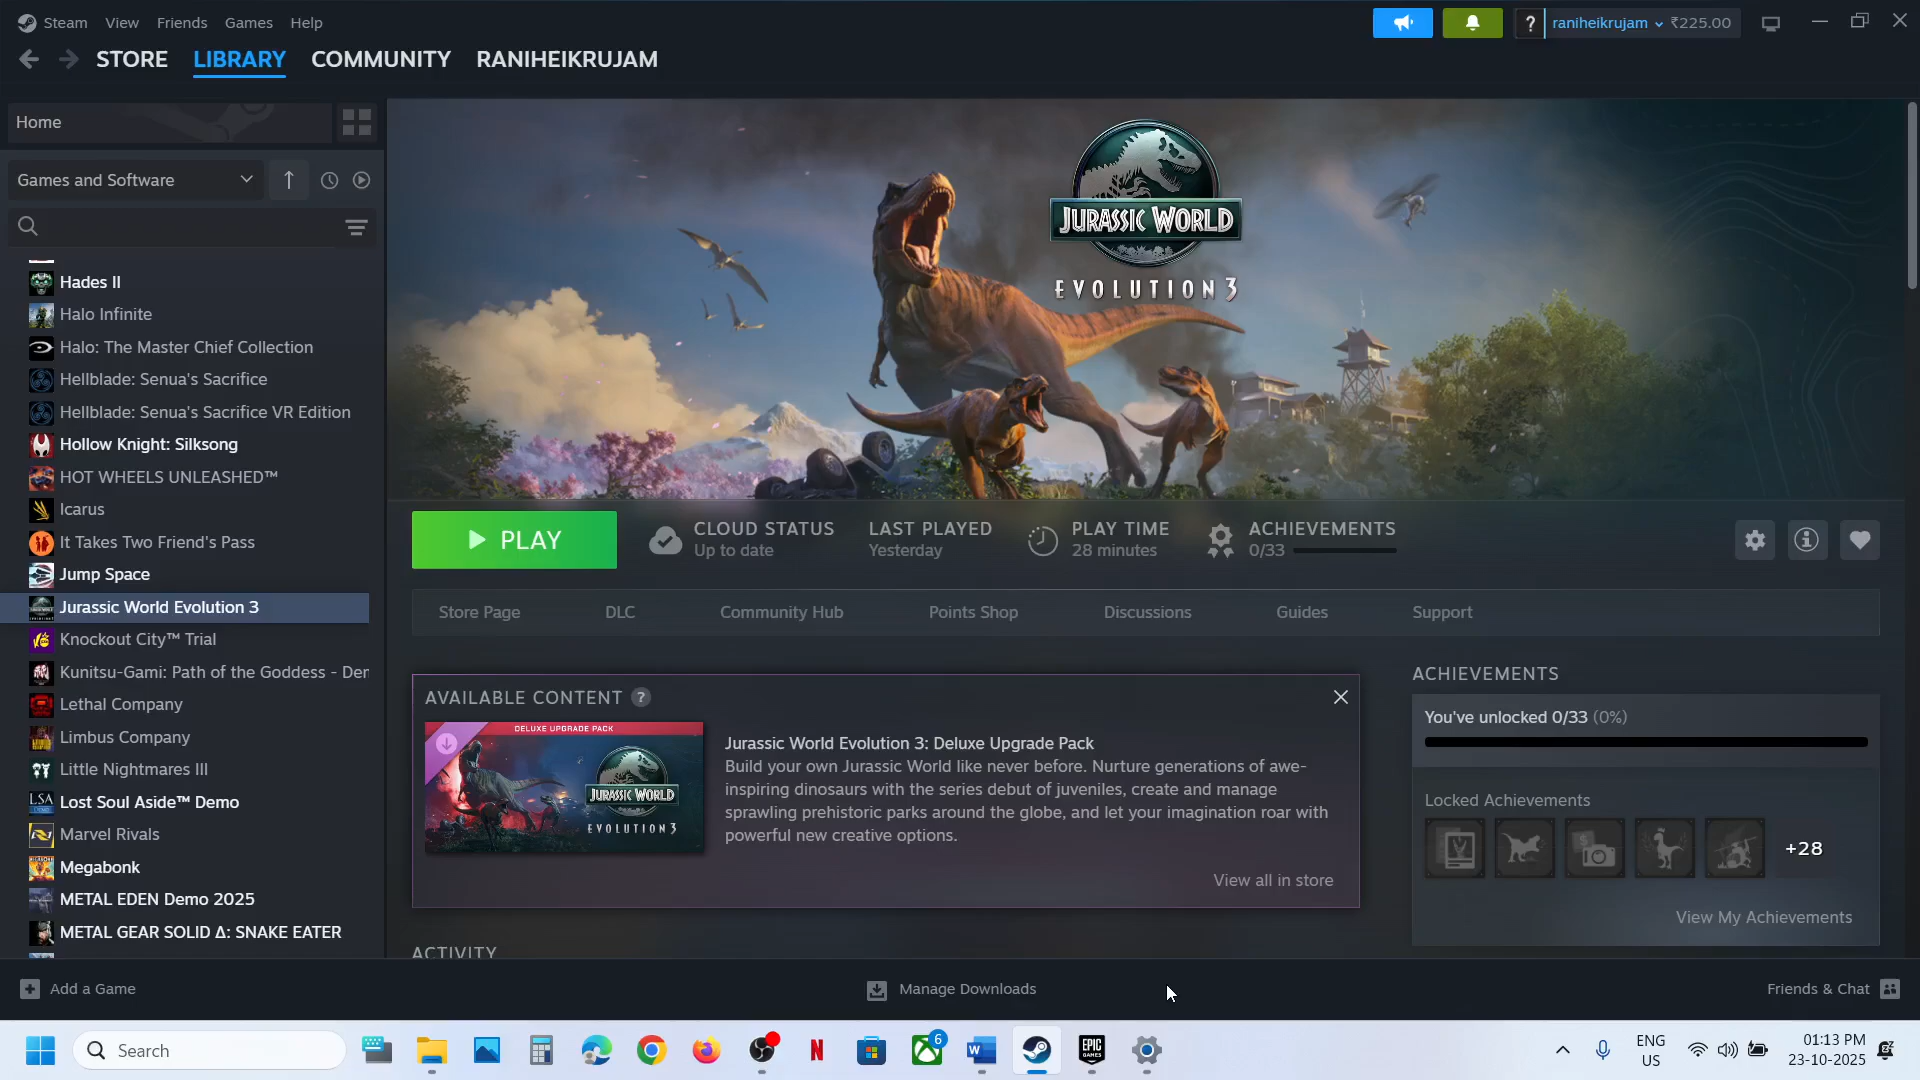 Steam View Friends Games Help
? raniheikrujam ₹225.00
STORE LIBRARY COMMUNITY RANIHEIKRUJAM
Home
Games and Software
Hades II
Halo Infinite
Halo: The Master Chief Collection
Hellblade: Senua's Sacrifice
Hellblade: Senua's Sacrifice VR Edition
Hollow Knight: Silksong
HOT WHEELS UNLEASHED™
Icarus
It Takes Two Friend's Pass
Jump Space
Jurassic World Evolution 3
Knockout City™ Trial
Kunitsu-Gami: Path of the Goddess - Der
Lethal Company
Limbus Company
Little Nightmares III
Lost Soul Aside™ Demo
Marvel Rivals
Megabonk
METAL EDEN Demo 2025
METAL GEAR SOLID Δ: SNAKE EATER
JURASSIC WORLD
EVOLUTION 3
PLAY
CLOUD STATUS
Up to date
LAST PLAYED
Yesterday
PLAY TIME
28 minutes
ACHIEVEMENTS
0/33
Store Page DLC Community Hub Points Shop Discussions Guides Support
AVAILABLE CONTENT ?
DELUXE UPGRADE PACK
JURASSIC WORLD
EVOLUTION 3
Jurassic World Evolution 3: Deluxe Upgrade Pack
Build your own Jurassic World like never before. Nurture generations of awe-
inspiring dinosaurs with the series debut of juveniles, create and manage
sprawling prehistoric parks around the globe, and let your imagination roar with
powerful new creative options.
View all in store
ACTIVITY
ACHIEVEMENTS
You've unlocked 0/33 (0%)
Locked Achievements
+28
View My Achievements
Add a Game
Manage Downloads
Friends & Chat
Search
6
EPIC GAMES
ENG
US
01:13 PM
23-10-2025